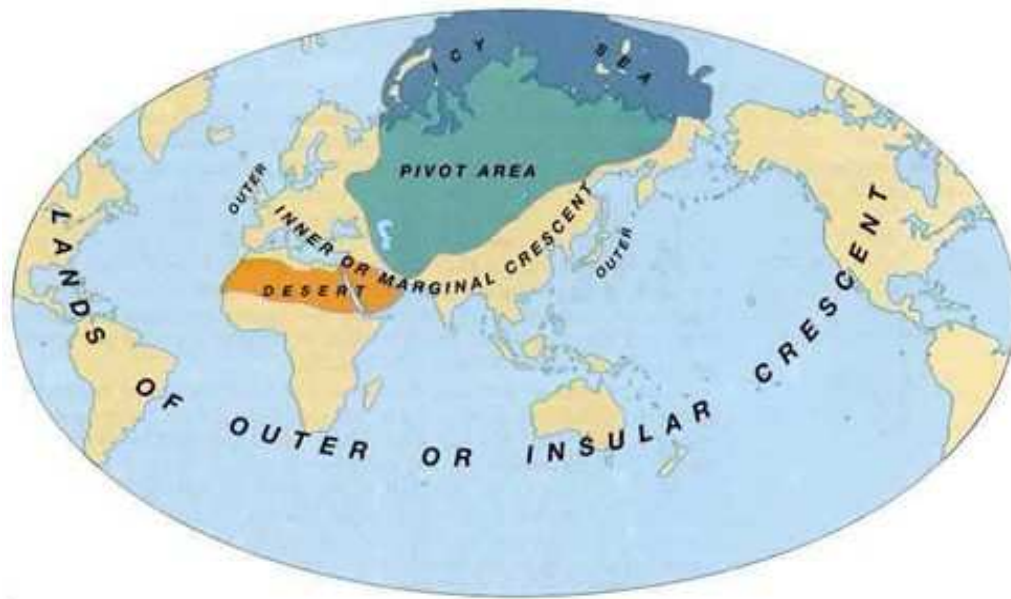 ICY SEA
PIVOT AREA
OUTER
INNER OR MARGINAL CRESCENT
OUTER
DESERT
LANDS OF OUTER OR INSULAR CRESCENT